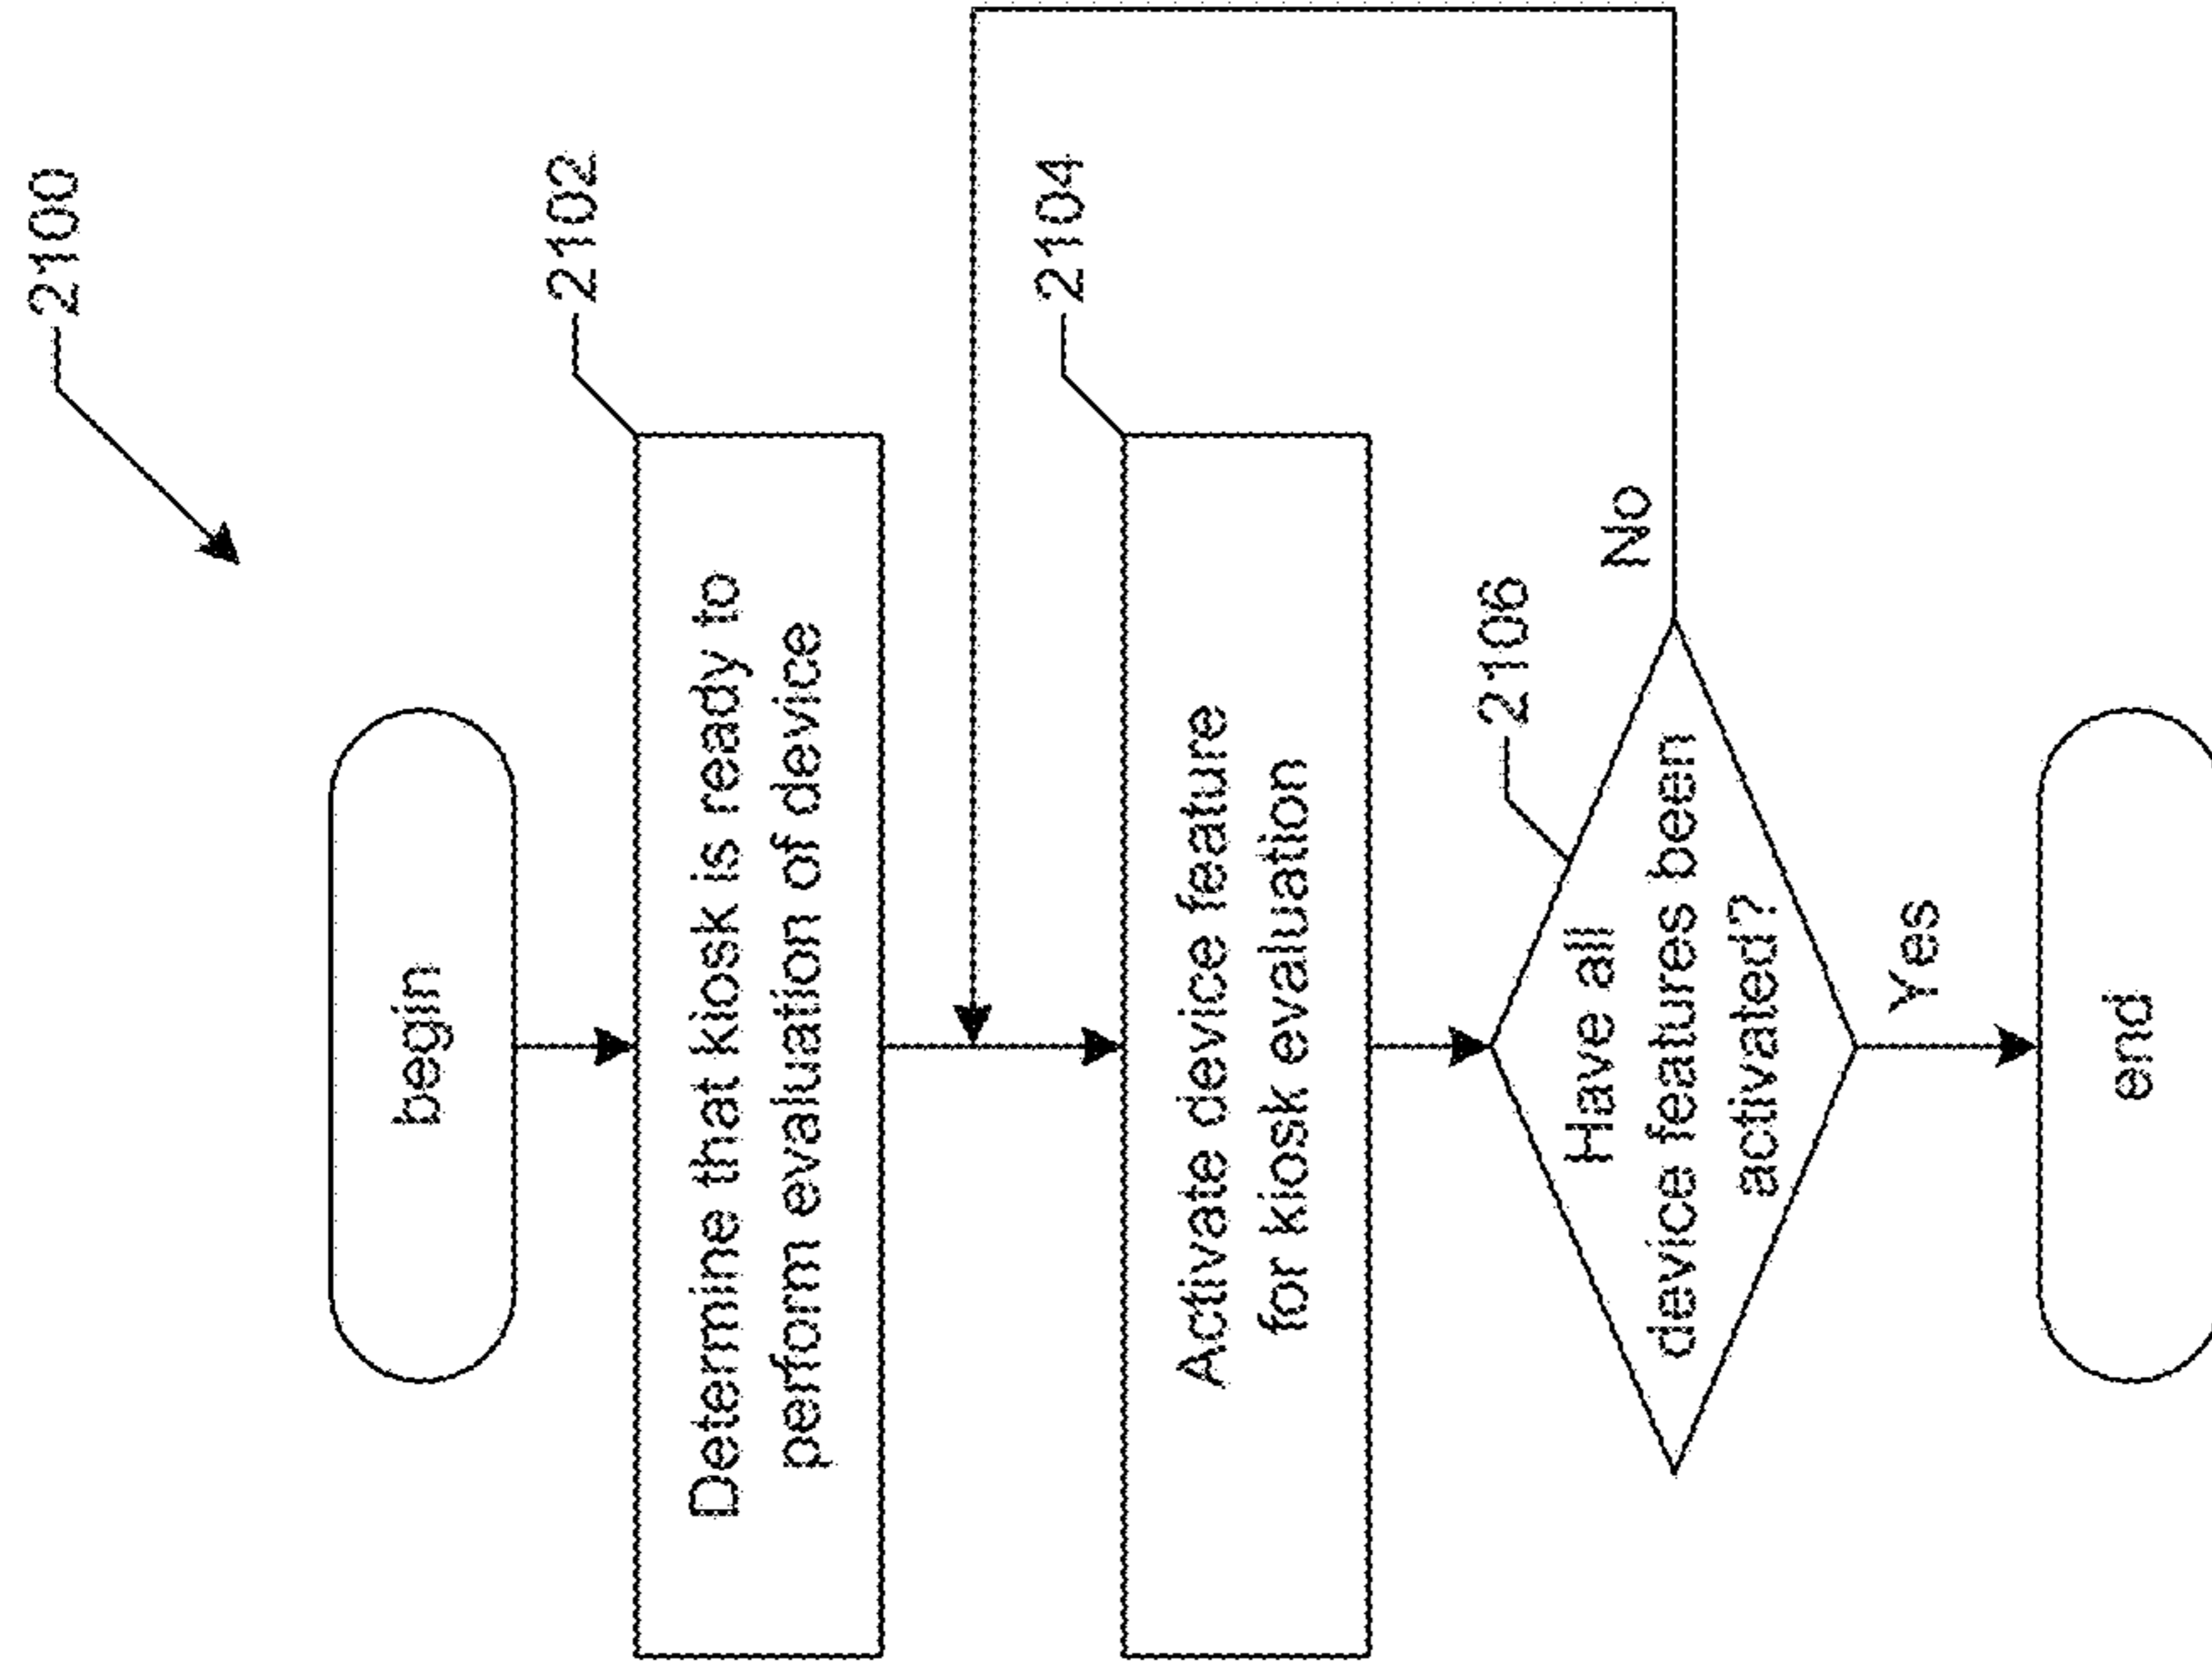 2100
begin
2102
Determine that kiosk is ready to
perform evaluation of device
2104
Activate device feature
for kiosk evaluation
2106
Have all
device features been
activated?
No
Yes
end